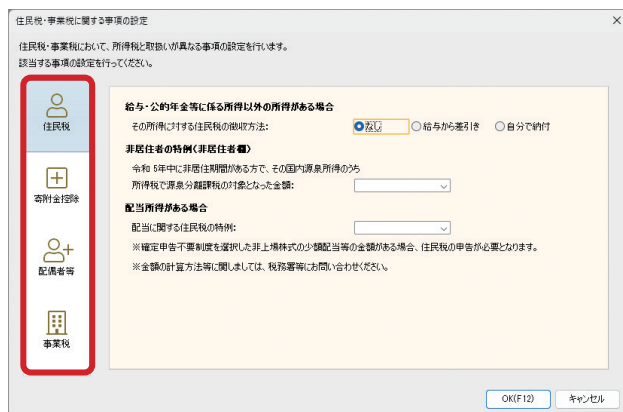 住民税・事業税に関する事項の設定
住民税・事業税において、所得税と取扱いが異なる事項の設定を行います。
該当する事項の設定を行ってください。
住民税
寄附金控除
配偶者等
事業税
給与・公的年金等に係る所得以外の所得がある場合
その所得に対する住民税の徴収方法: なし 給与から差引き 自分で納付
非居住者の特例(非居住者欄)
令和 5年中に非居住期間がある方で、その国内源泉所得のうち
所得税で源泉分離課税の対象となった金額:
配当所得がある場合
配当に関する住民税の特例:
※確定申告不要制度を選択した非上場株式の少額配当等の金額がある場合、住民税の申告が必要となります。
※金額の計算方法等に関しましては、税務署等にお問い合わせください。
OK(F12) キャンセル